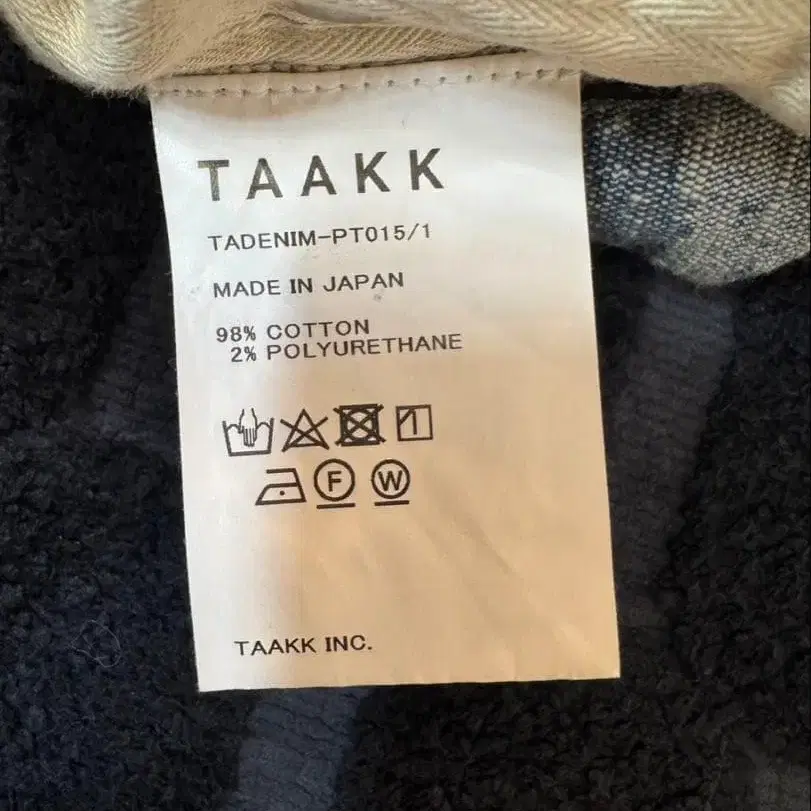 TAAKK
TADENIM-PT015/1
MADE IN JAPAN
98% COTTON
2% POLYURETHANE
F W
TAAKK INC.